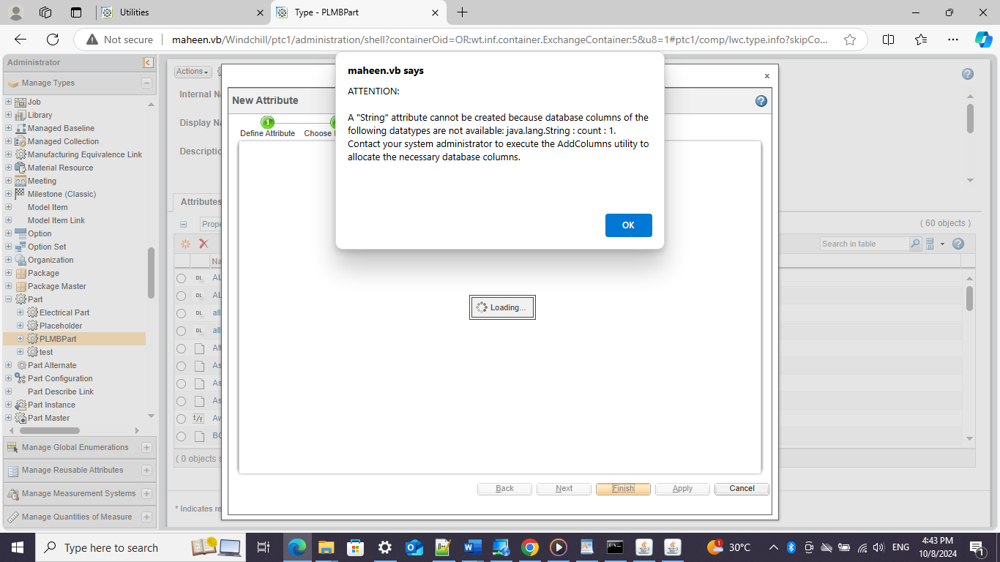 Utilities
Type - PLMBPart
Not secure
maheen.vb/Windchill/ptc1/administration/shell?containerOid=OR:wt.inf.container.ExchangeContainer:5&u8=1#ptc1/comp/lwc.type.info?skipCo...
Administrator
Manage Types
Job
Library
Managed Baseline
Managed Collection
Manufacturing Equivalence Link
Material Resource
Meeting
Milestone (Classic)
Model Item
Model Item Link
Option
Option Set
Organization
Package
Package Master
Part
Electrical Part
Placeholder
PLMBPart
test
Part Alternate
Part Configuration
Part Describe Link
Part Instance
Part Master
Manage Global Enumerations
Manage Reusable Attributes
Manage Measurement Systems
Manage Quantities of Measure
Actions
Internal Na
Display Na
Descriptio
Attributes
Prope
( 60 objects )
Search in table
Na
DL AL
DL AL
DL all
DL all
Alt
As
As
As
t/f Av
BO
( 0 objects s
* Indicates re
x
New Attribute
1
Define Attribute
Choose
Loading...
Back
Next
Finish
Apply
Cancel
maheen.vb says
ATTENTION:
A "String" attribute cannot be created because database columns of the
following datatypes are not available: java.lang.String : count : 1.
Contact your system administrator to execute the AddColumns utility to
allocate the necessary database columns.
OK
Type here to search
30°C
ENG
4:43 PM
10/8/2024
1